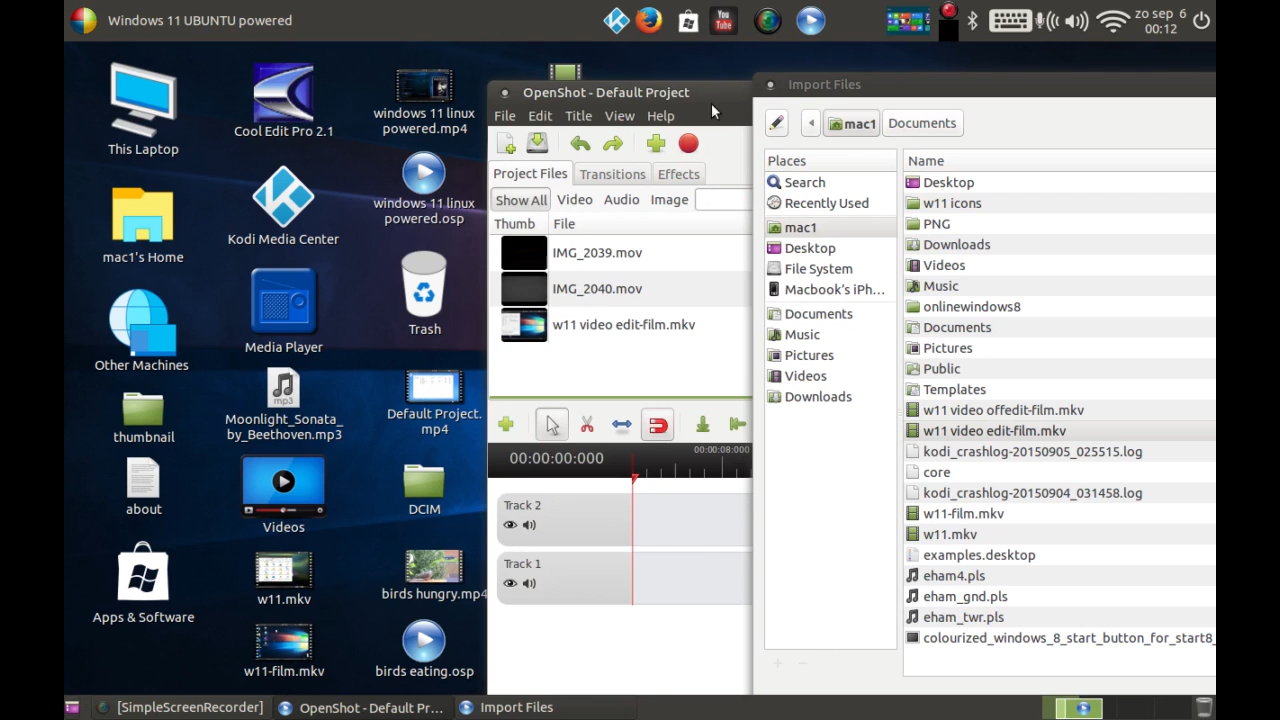 Windows 11 UBUNTU powered
You
Tube
zo sep 6
00:12
This Laptop
mac1's Home
Other Machines
thumbnail
about
Apps & Software
Cool Edit Pro 2.1
Kodi Media Center
Media Player
mp3
Moonlight_Sonata_
by_Beethoven.mp3
Videos
w11.mkv
w11-film.mkv
windows 11 linux
powered.mp4
windows 11 linux
powered.osp
Trash
Default Project.
mp4
DCIM
birds hungry.mp4
birds eating.osp
OpenShot - Default Project
File Edit Title View Help
Project Files Transitions Effects
Show All Video Audio Image
Thumb File
IMG_2039.mov
IMG_2040.mov
w11 video edit-film.mkv
00:00:00:000
00:00:08:000
Track 2
Track 1
Import Files
mac1 Documents
Places
Search
Recently Used
mac1
Desktop
File System
Macbook's iPh...
Documents
Music
Pictures
Videos
Downloads
Name
Desktop
w11 icons
PNG
Downloads
Videos
Music
onlinewindows8
Documents
Pictures
Public
Templates
w11 video offedit-film.mkv
w11 video edit-film.mkv
kodi_crashlog-20150905_025515.log
core
kodi_crashlog-20150904_031458.log
w11-film.mkv
w11.mkv
examples.desktop
eham4.pls
eham_gnd.pls
eham_twr.pls
colourized_windows_8_start_button_for_start8_
[SimpleScreenRecorder]
OpenShot - Default Pr...
Import Files